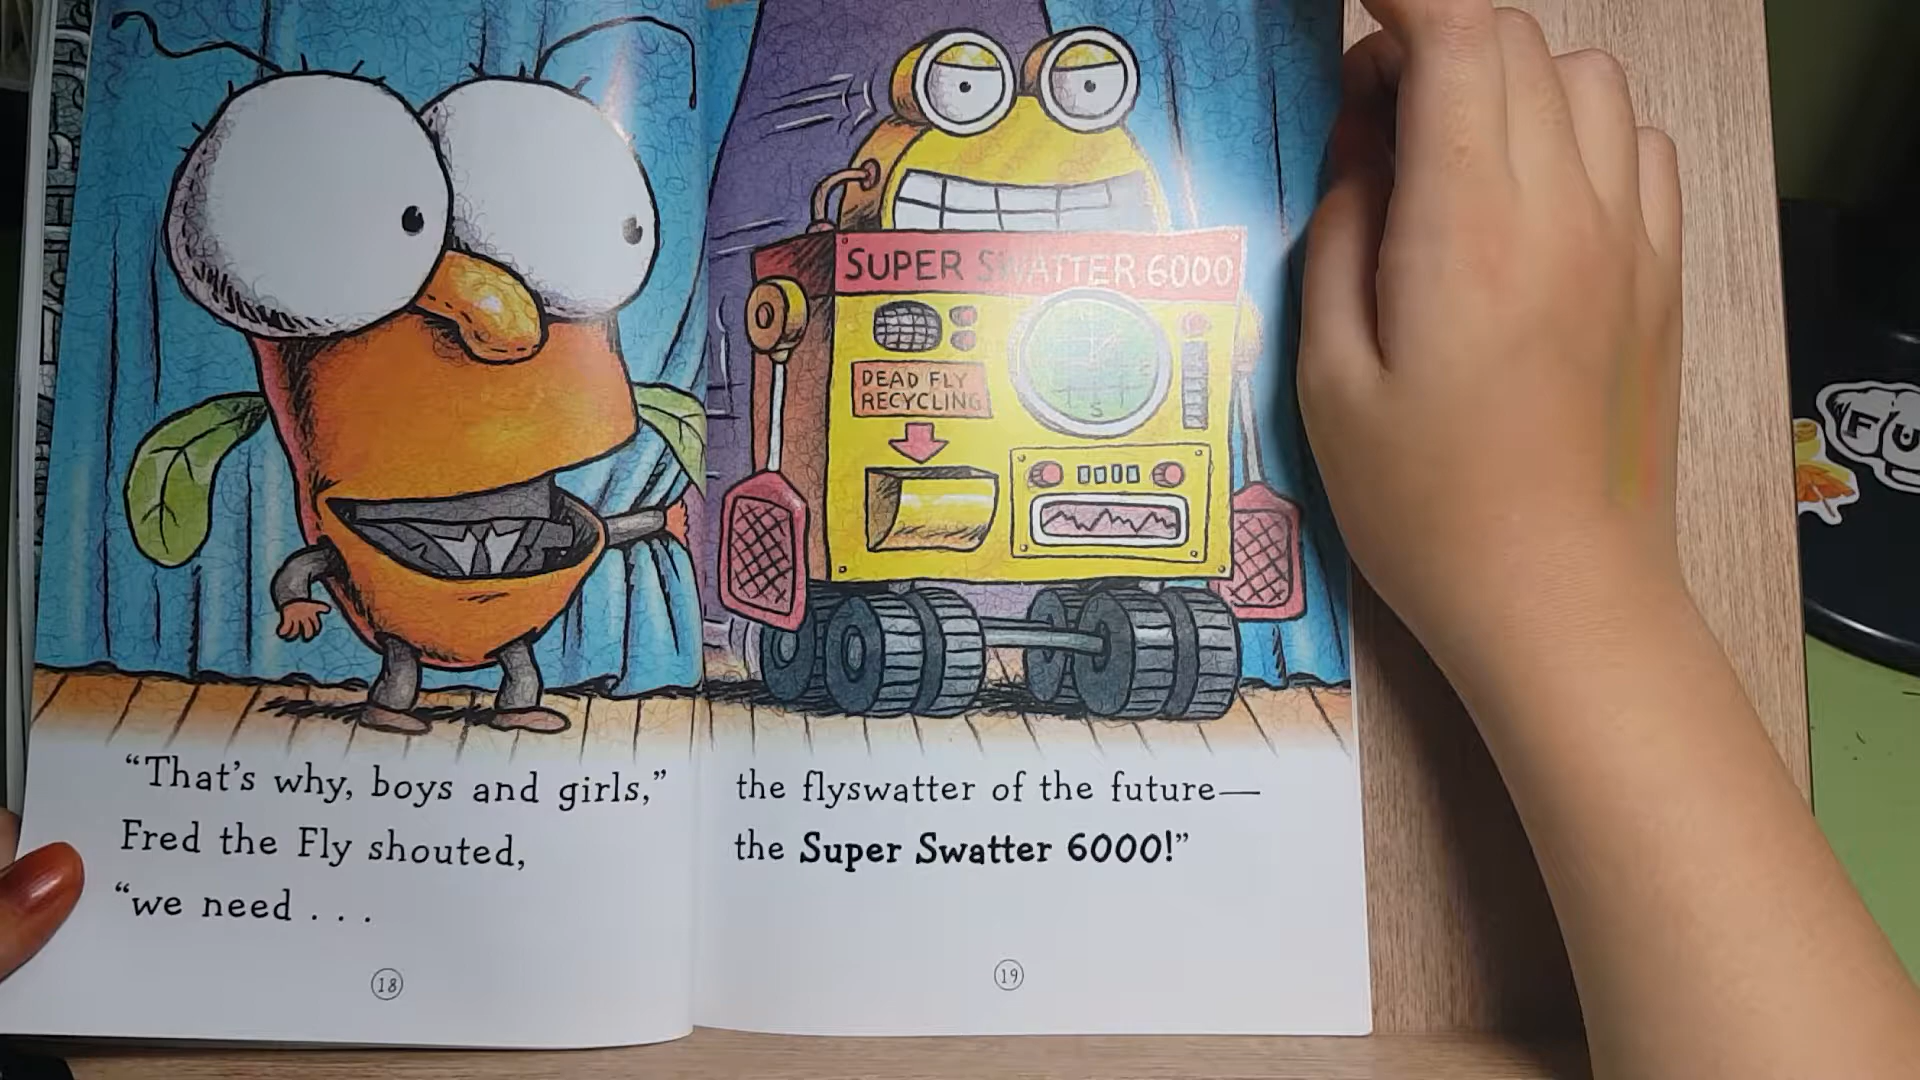 SUPER SWATTER 6000
DEAD FLY
RECYCLING
S
“That’s why, boys and girls,”
Fred the Fly shouted,
“we need . . .
18
the flyswatter of the future—
the Super Swatter 6000!”
19
FU